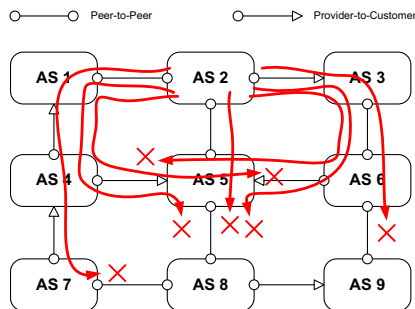 Peer-to-Peer Provider-to-Customer
AS 1 AS 2 AS 3
AS 4 AS 5 AS 6
AS 7 AS 8 AS 9